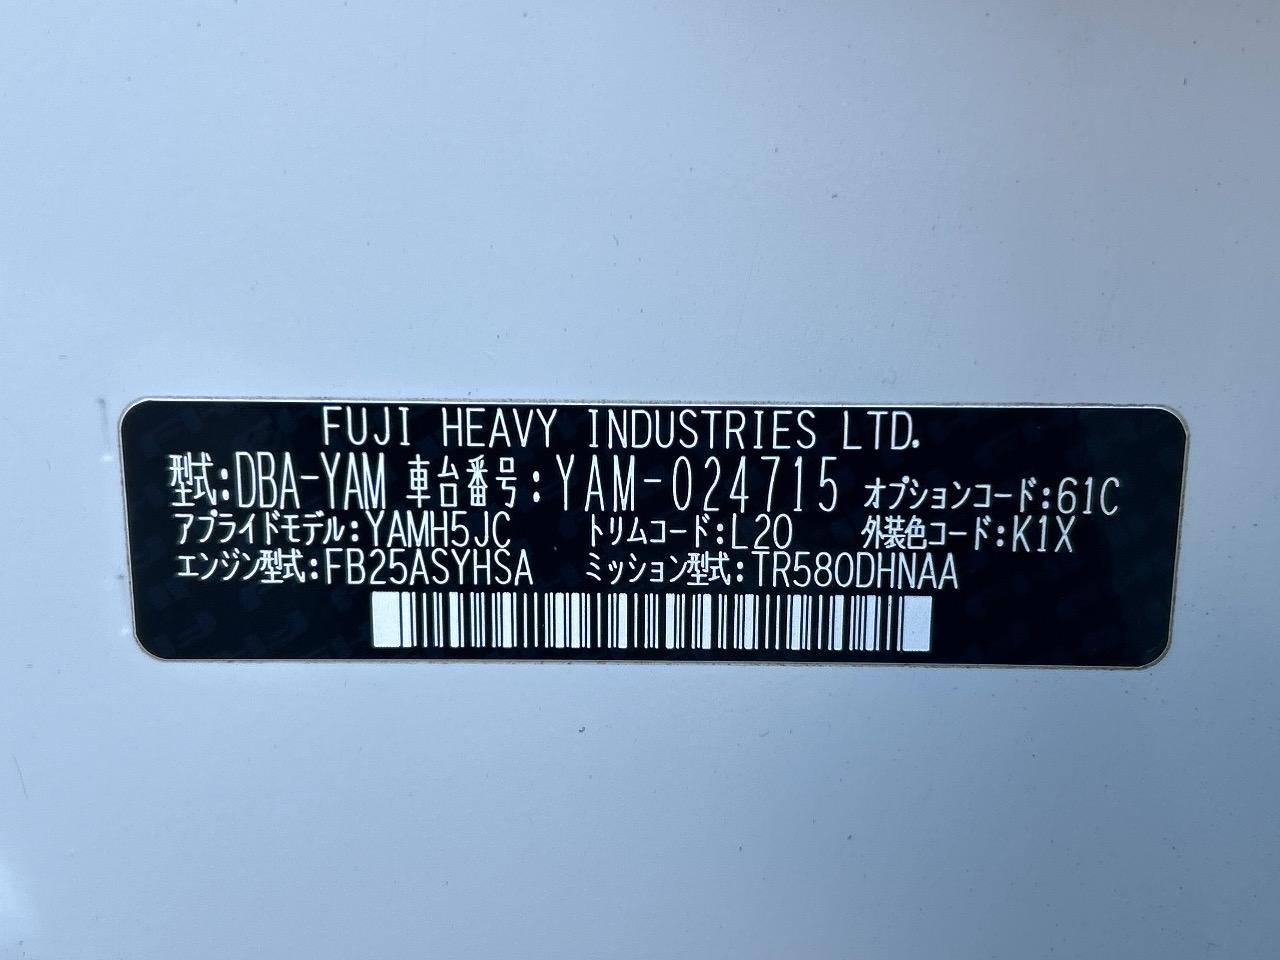 FUJI HEAVY INDUSTRIES LTD.
型式:DBA-YAM 車台番号:YAM-024715 オプションコード:61C
アプライドモデル:YAMH5JC トリムコード:L20 外装色コード:K1X
エンジン型式:FB25ASYHSA ミッション型式:TR580DHNAA